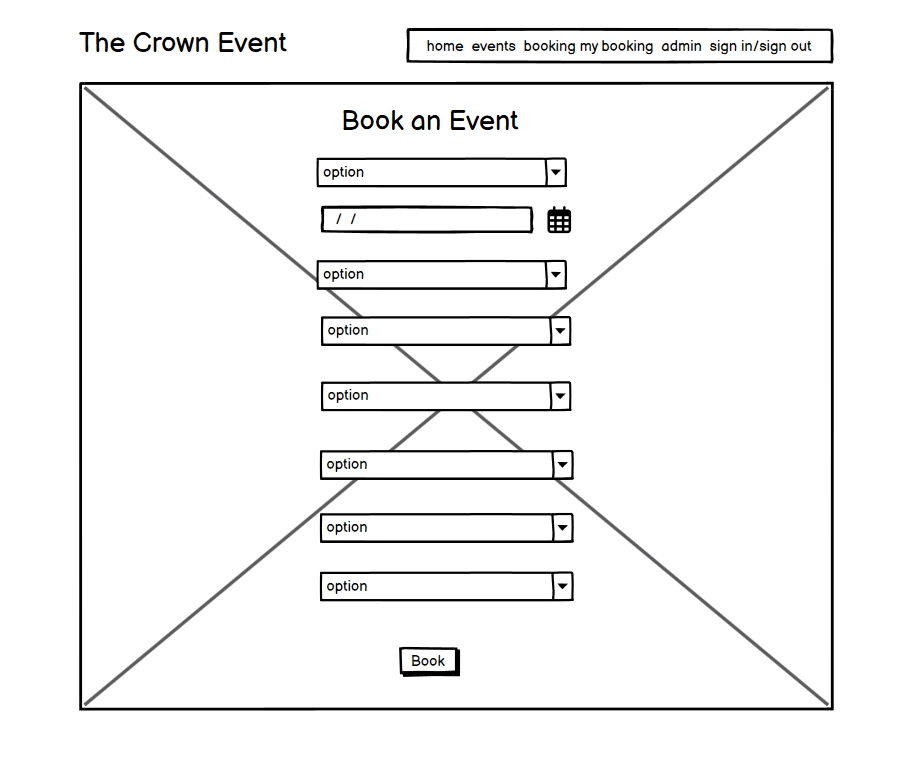 The Crown Event
home events booking my booking admin sign in/sign out
Book an Event
option
/ /
option
option
option
option
option
option
Book